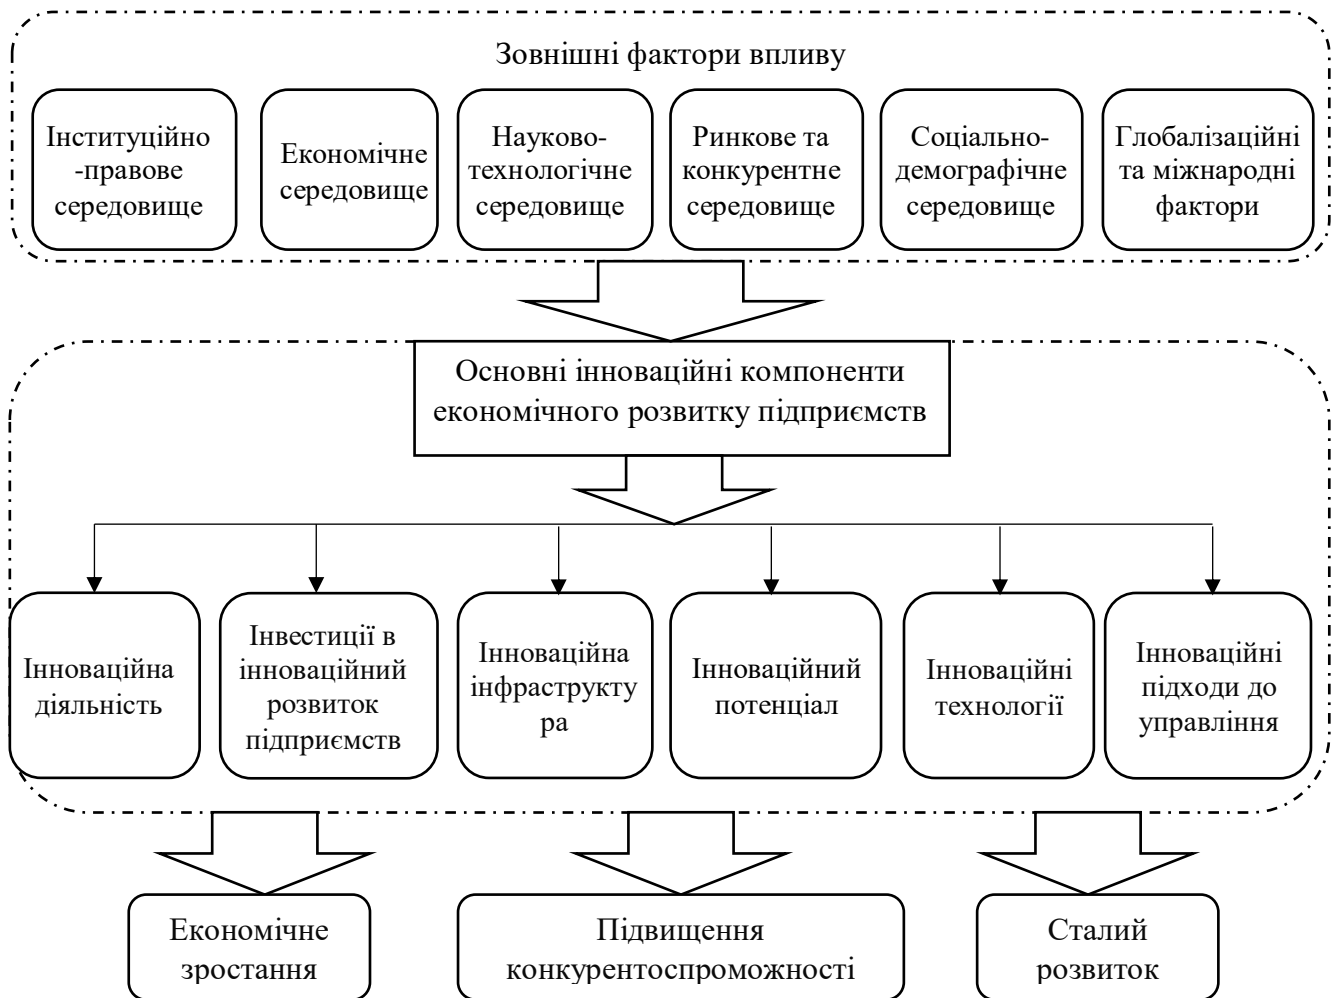 Зовнішні фактори впливу
Інституційно
-правове
середовище
Економічне
середовище
Науково-
технологічне
середовище
Ринкове та
конкурентне
середовище
Соціально-
демографічне
середовище
Глобалізаційні
та міжнародні
фактори
Основні інноваційні компоненти
економічного розвитку підприємств
Інноваційна
діяльність
Інвестиції в
інноваційний
розвиток
підприємств
Інноваційна
інфраструкту
ра
Інноваційний
потенціал
Інноваційні
технології
Інноваційні
підходи до
управління
Економічне
зростання
Підвищення
конкурентоспроможності
Сталий
розвиток